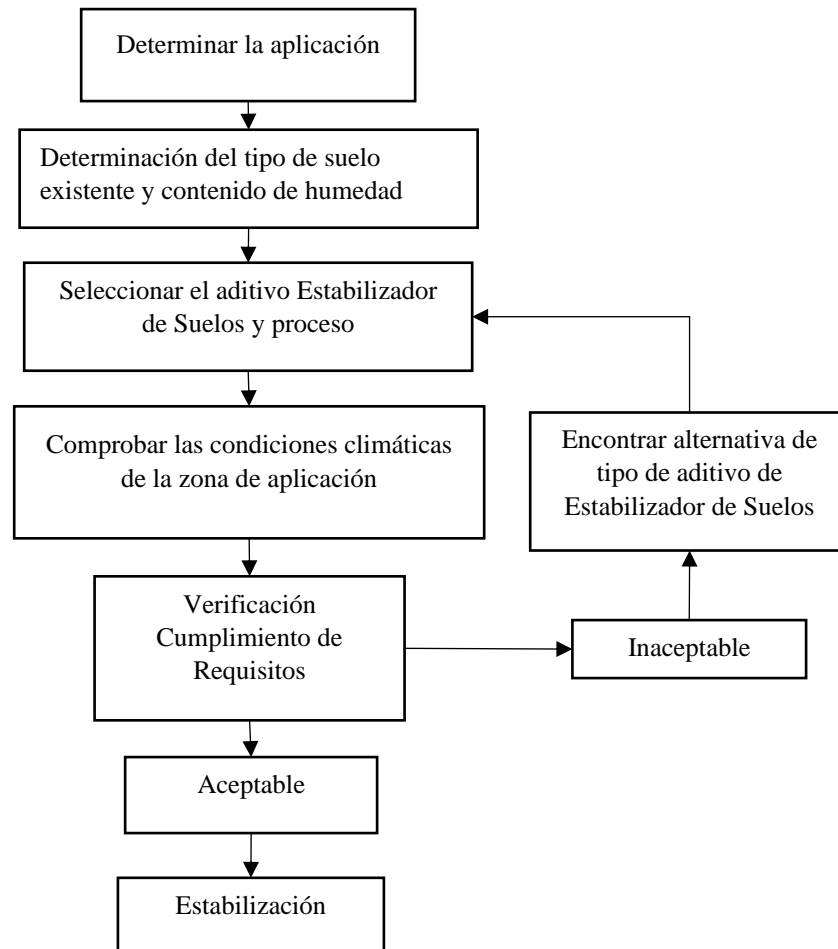 Determinar la aplicación
Determinación del tipo de suelo
existente y contenido de humedad
Seleccionar el aditivo Estabilizador
de Suelos y proceso
Comprobar las condiciones climáticas
de la zona de aplicación
Encontrar alternativa de
tipo de aditivo de
Estabilizador de Suelos
Verificación
Cumplimiento de
Requisitos
Inaceptable
Aceptable
Estabilización